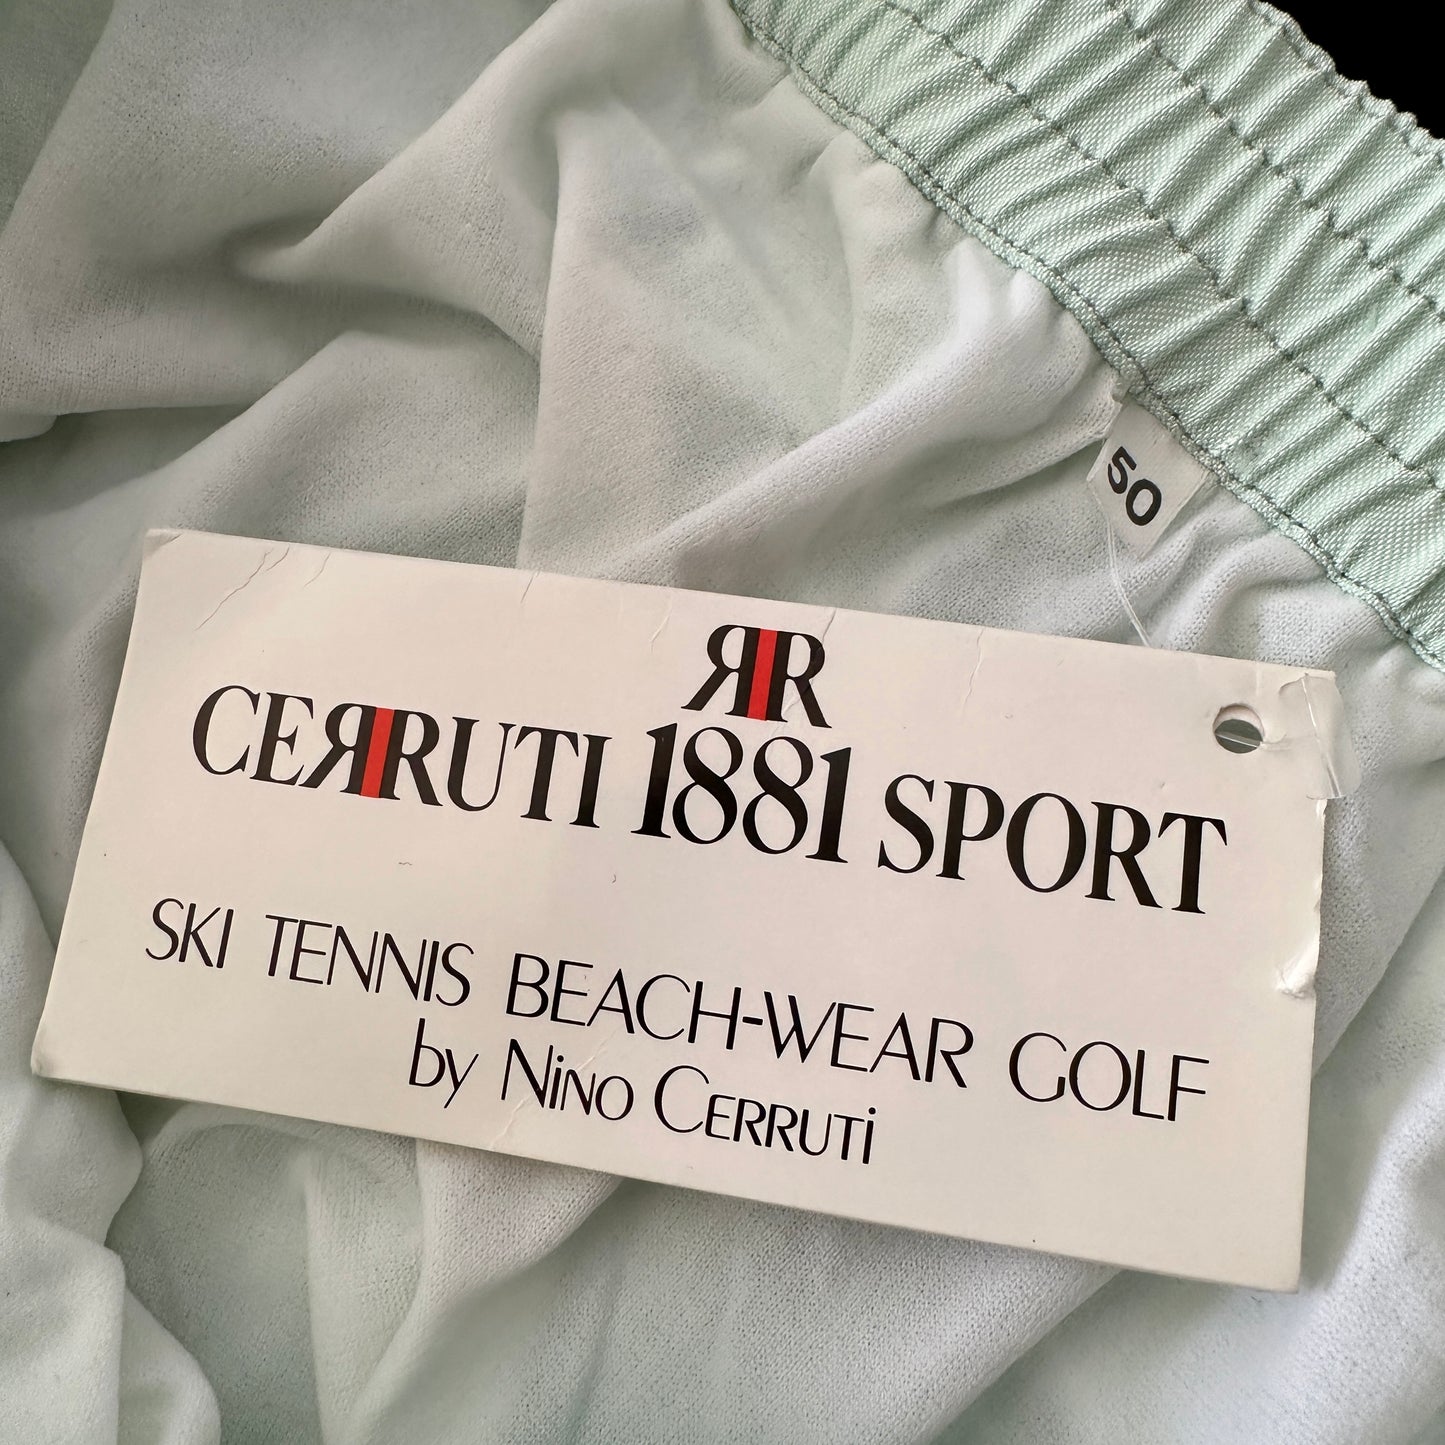 50
RR
CERRUTI 1881 SPORT
SKI TENNIS BEACH-WEAR GOLF
by NiNO CERRUTi